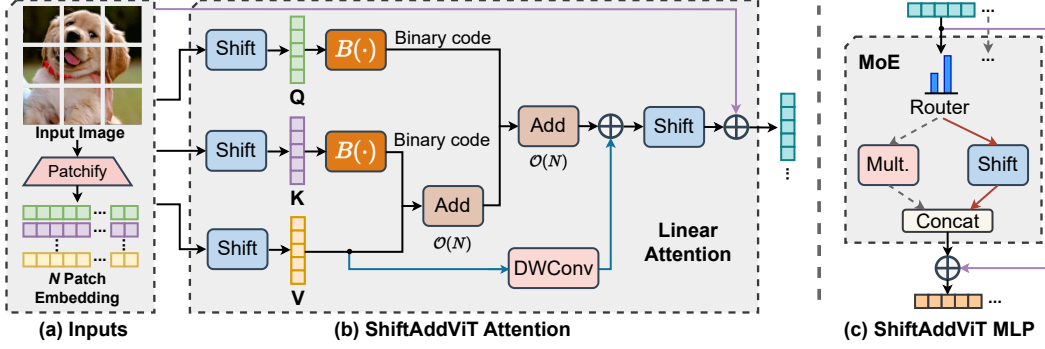 Input Image
Patchify
...
...
...
N Patch
Embedding
(a) Inputs
Shift
Q
B(·)
Binary code
Shift
K
B(·)
Binary code
Shift
V
Add
O(N)
Add
O(N)
DWConv
Shift
Linear
Attention
...
(b) ShiftAddViT Attention
...
...
MoE
Router
Mult.
Shift
Concat
...
(c) ShiftAddViT MLP